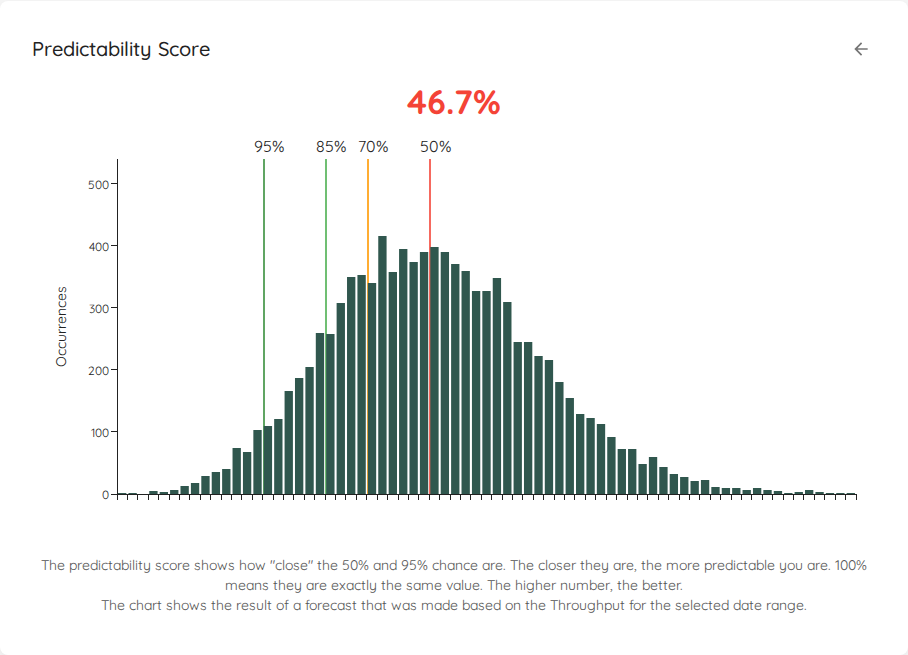 Predictability Score
46.7%
95% 85% 70% 50%
500
400
300
200
100
0
Occurrences
The predictability score shows how "close" the 50% and 95% chance are. The closer they are, the more predictable you are. 100%
means they are exactly the same value. The higher number, the better.
The chart shows the result of a forecast that was made based on the Throughput for the selected date range.